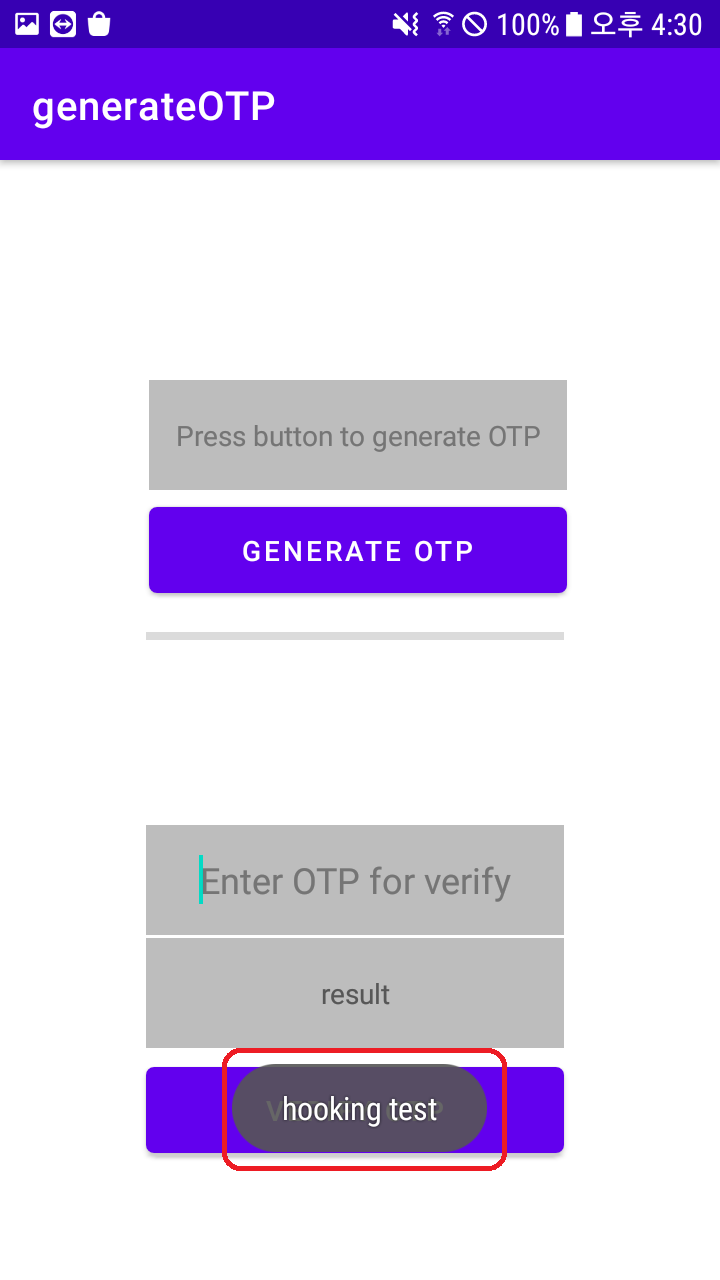 100% 오후 4:30
generateOTP
Press button to generate OTP
GENERATE OTP
Enter OTP for verify
result
hooking test